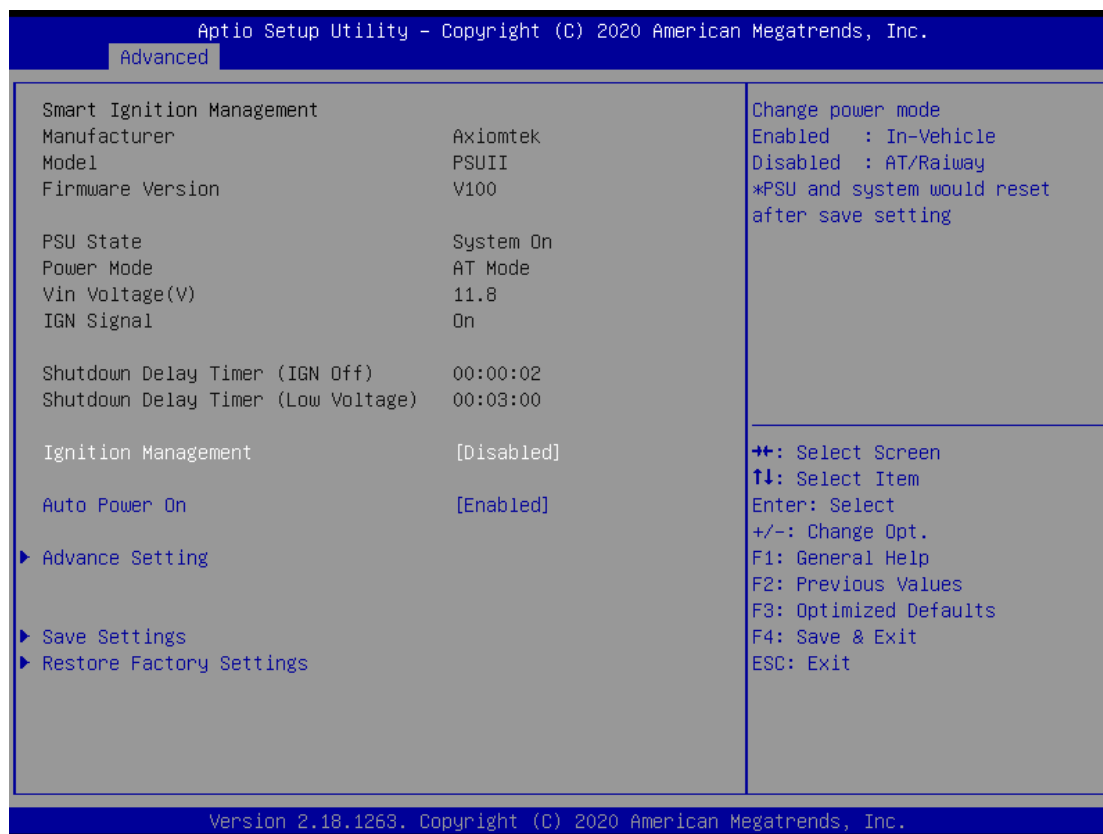 Aptio Setup Utility – Copyright (C) 2020 American Megatrends, Inc.
Advanced
Smart Ignition Management
Manufacturer Axiomtek
Model PSUII
Firmware Version V100
PSU State System On
Power Mode AT Mode
Vin Voltage(V) 11.8
IGN Signal On
Shutdown Delay Timer (IGN Off) 00:00:02
Shutdown Delay Timer (Low Voltage) 00:03:00
Ignition Management [Disabled]
Auto Power On [Enabled]
Advance Setting
Save Settings
Restore Factory Settings
Change power mode
Enabled : In-Vehicle
Disabled : AT/Raiway
*PSU and system would reset
after save setting
→←: Select Screen
↑↓: Select Item
Enter: Select
+/-: Change Opt.
F1: General Help
F2: Previous Values
F3: Optimized Defaults
F4: Save & Exit
ESC: Exit
Version 2.18.1263. Copyright (C) 2020 American Megatrends, Inc.